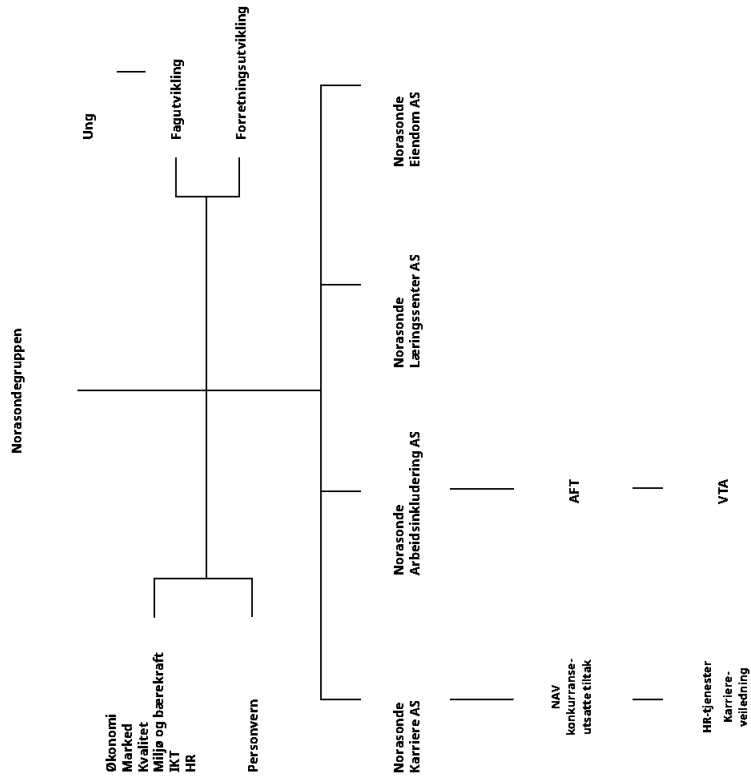 Norasondegruppen
Økonomi
Marked
Kvalitet
Miljø og bærekraft
IKT
HR
Personvern
Ung
Fagutvikling
Forretningsutvikling
Norasonde
Karriere AS
Norasonde
Arbeidsinkludering AS
Norasonde
Læringssenter AS
Norasonde
Eiendom AS
NAV
konkurranse-
utsatte tiltak
AFT
HR-tjenester
Karriere-
veiledning
VTA